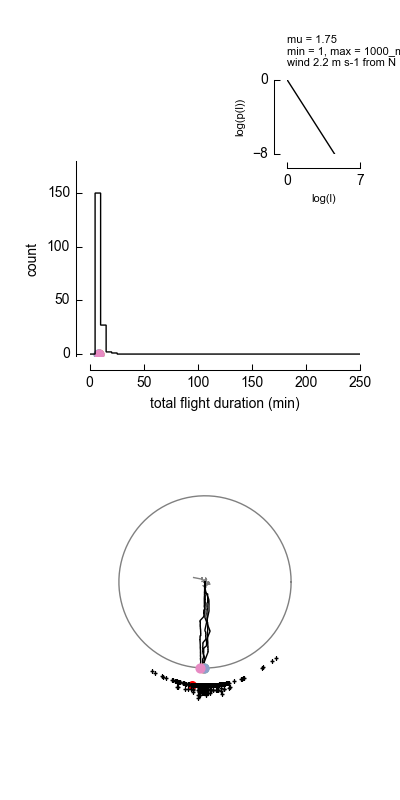 mu = 1.75
min = 1, max = 1000_m
wind 2.2 m s-1 from N
0
log(p(l))
−8
0 7
log(l)
150
100
50
0
count
0 50 100 150 200 250
total flight duration (min)